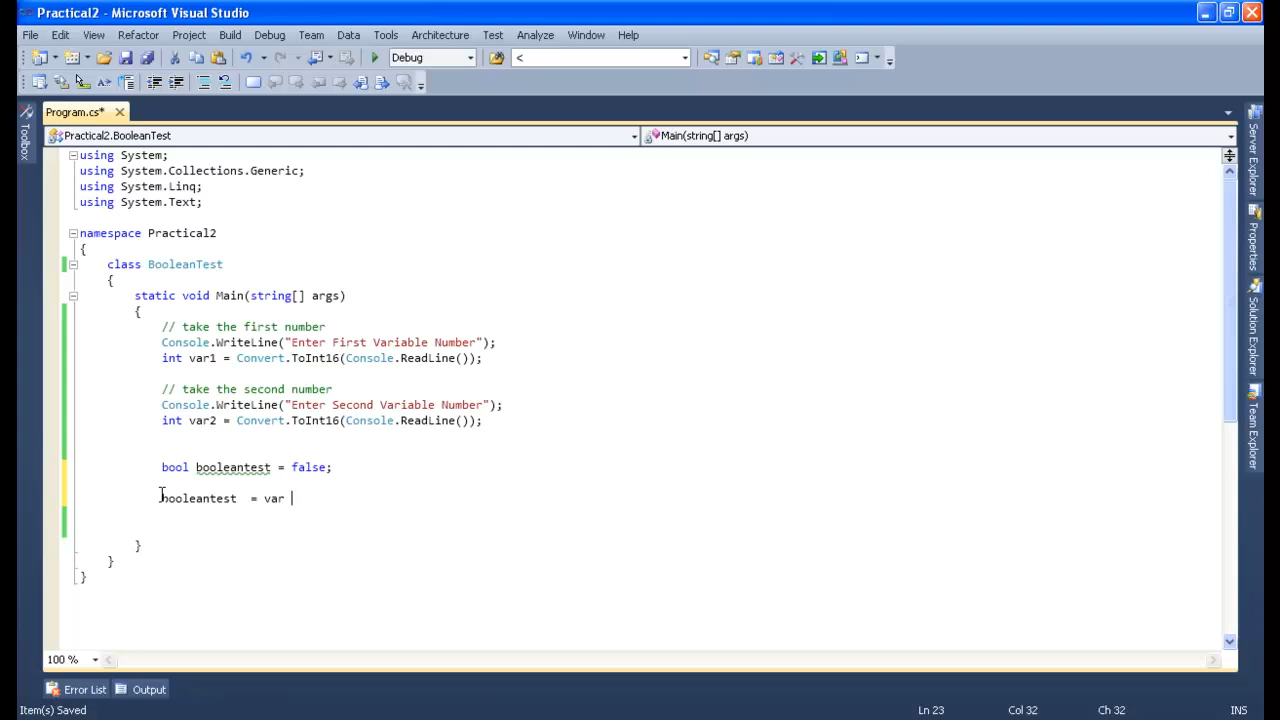 Practical2 - Microsoft Visual Studio
File Edit View Refactor Project Build Debug Team Data Tools Architecture Test Analyze Window Help
Debug <
Program.cs*
Practical2.BooleanTest Main(string[] args)
Toolbox
using System;
using System.Collections.Generic;
using System.Linq;
using System.Text;
namespace Practical2
{
class BooleanTest
{
static void Main(string[] args)
{
// take the first number
Console.WriteLine("Enter First Variable Number");
int var1 = Convert.ToInt16(Console.ReadLine());
// take the second number
Console.WriteLine("Enter Second Variable Number");
int var2 = Convert.ToInt16(Console.ReadLine());
bool booleantest = false;
booleantest = var
}
}
}
Server Explorer
Properties
Solution Explorer
Team Explorer
100 %
Error List Output
Item(s) Saved Ln 23 Col 32 Ch 32 INS